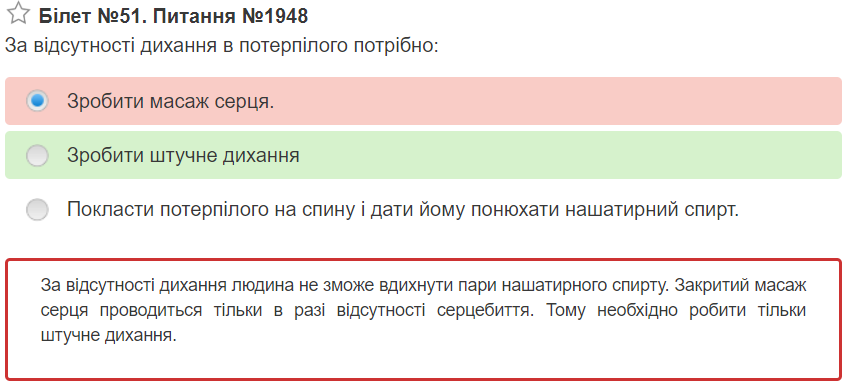 Білет №51. Питання №1948
За відсутності дихання в потерпілого потрібно:
Зробити масаж серця.
Зробити штучне дихання
Покласти потерпілого на спину і дати йому понюхати нашатирний спирт.
За відсутності дихання людина не зможе вдихнути пари нашатирного спирту. Закритий масаж
серця проводиться тільки в разі відсутності серцебиття. Тому необхідно робити тільки
штучне дихання.